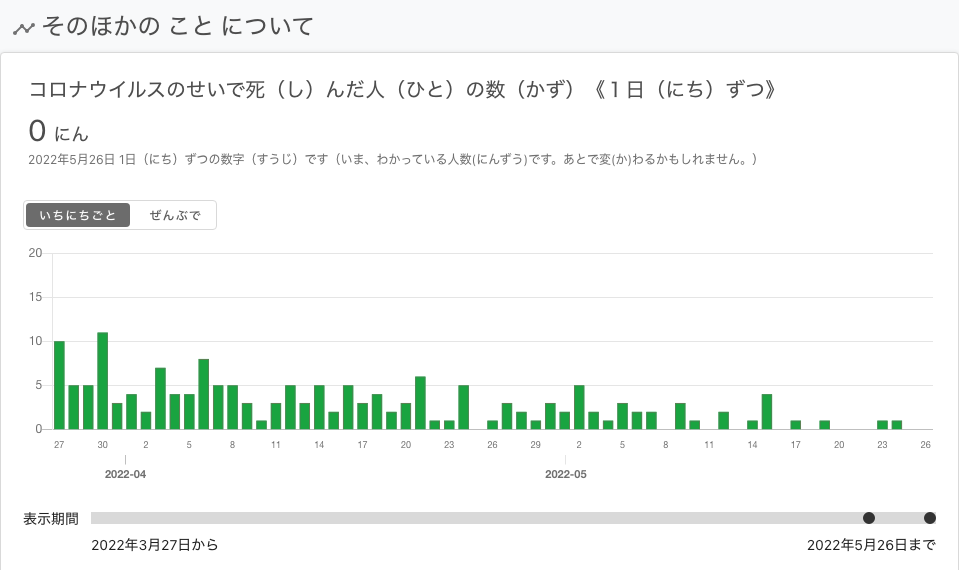 そのほかの こと について
コロナウイルスのせいで死（し）んだ人（ひと）の数（かず）《１日（にち）ずつ》
0 にん
2022年5月26日 1日（にち）ずつの数字（すうじ）です（いま、わかっている人数(にんずう)です。あとで変(か)わるかもしれません。）
いちにちごと ぜんぶで
20
15
10
5
0
27 30 2 5 8 11 14 17 20 23 26 29 2 5 8 11 14 17 20 23 26
2022-04 2022-05
表示期間
2022年3月27日から 2022年5月26日まで